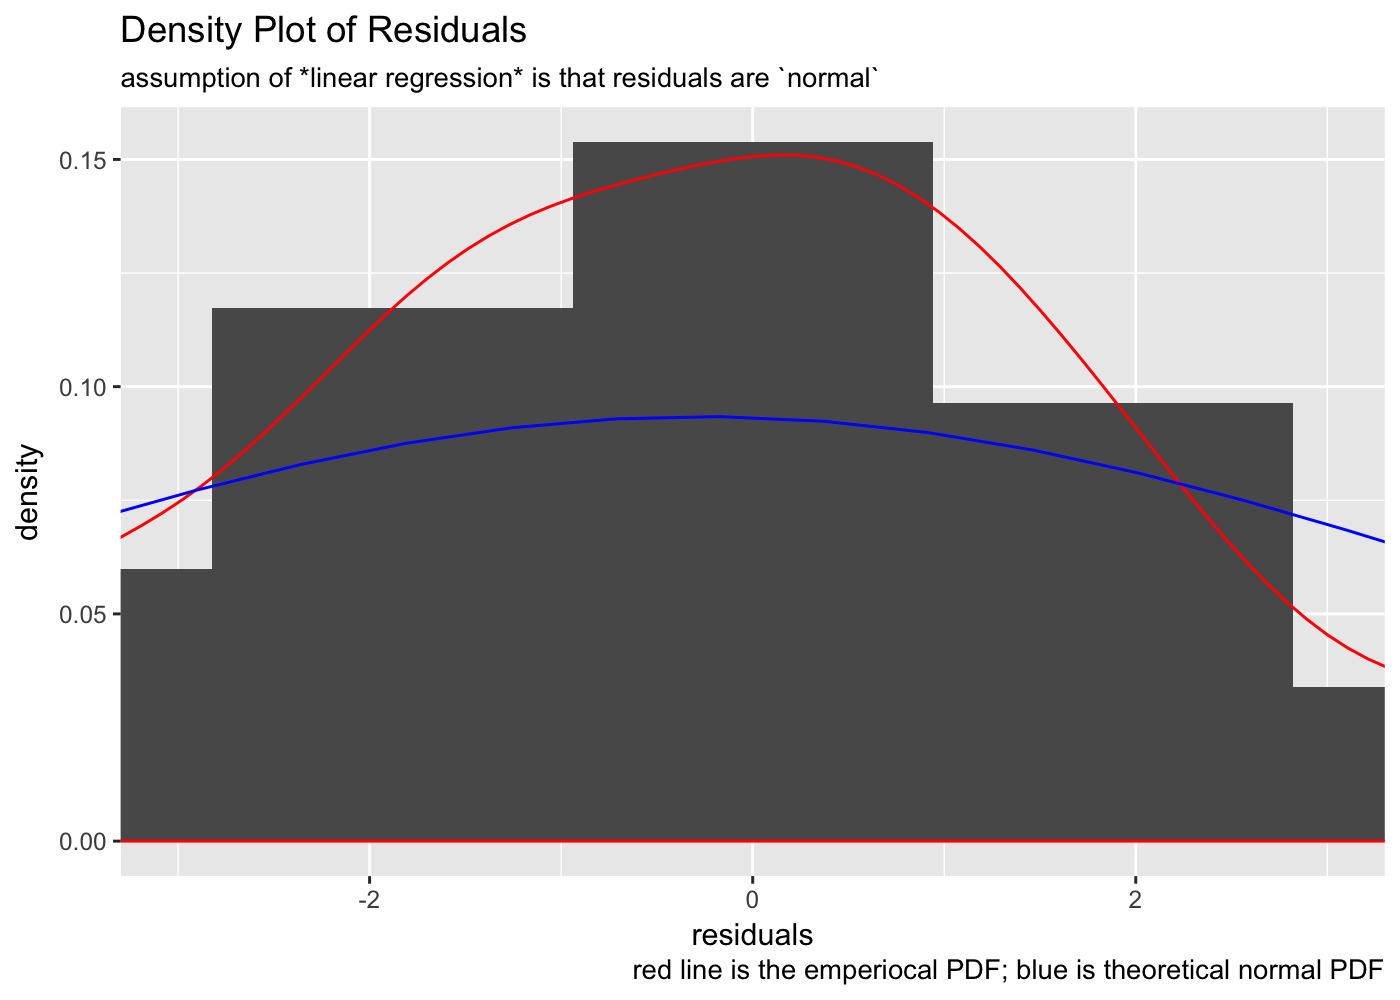 Density Plot of Residuals
assumption of *linear regression* is that residuals are `normal`
0.15
0.10
0.05
0.00
density
-2 0 2
residuals
red line is the emperiocal PDF; blue is theoretical normal PDF